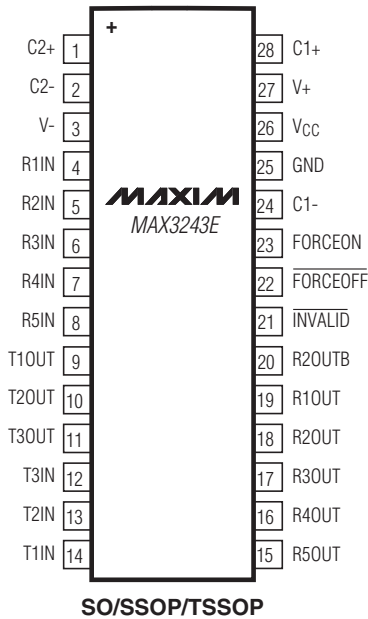 +
C2+ 1 28 C1+
C2- 2 27 V+
V- 3 26 VCC
R1IN 4 25 GND
R2IN 5 MAXIM 24 C1-
R3IN 6 MAX3243E 23 FORCEON
R4IN 7 22 FORCEOFF
R5IN 8 21 INVALID
T1OUT 9 20 R2OUTB
T2OUT 10 19 R1OUT
T3OUT 11 18 R2OUT
T3IN 12 17 R3OUT
T2IN 13 16 R4OUT
T1IN 14 15 R5OUT
SO/SSOP/TSSOP